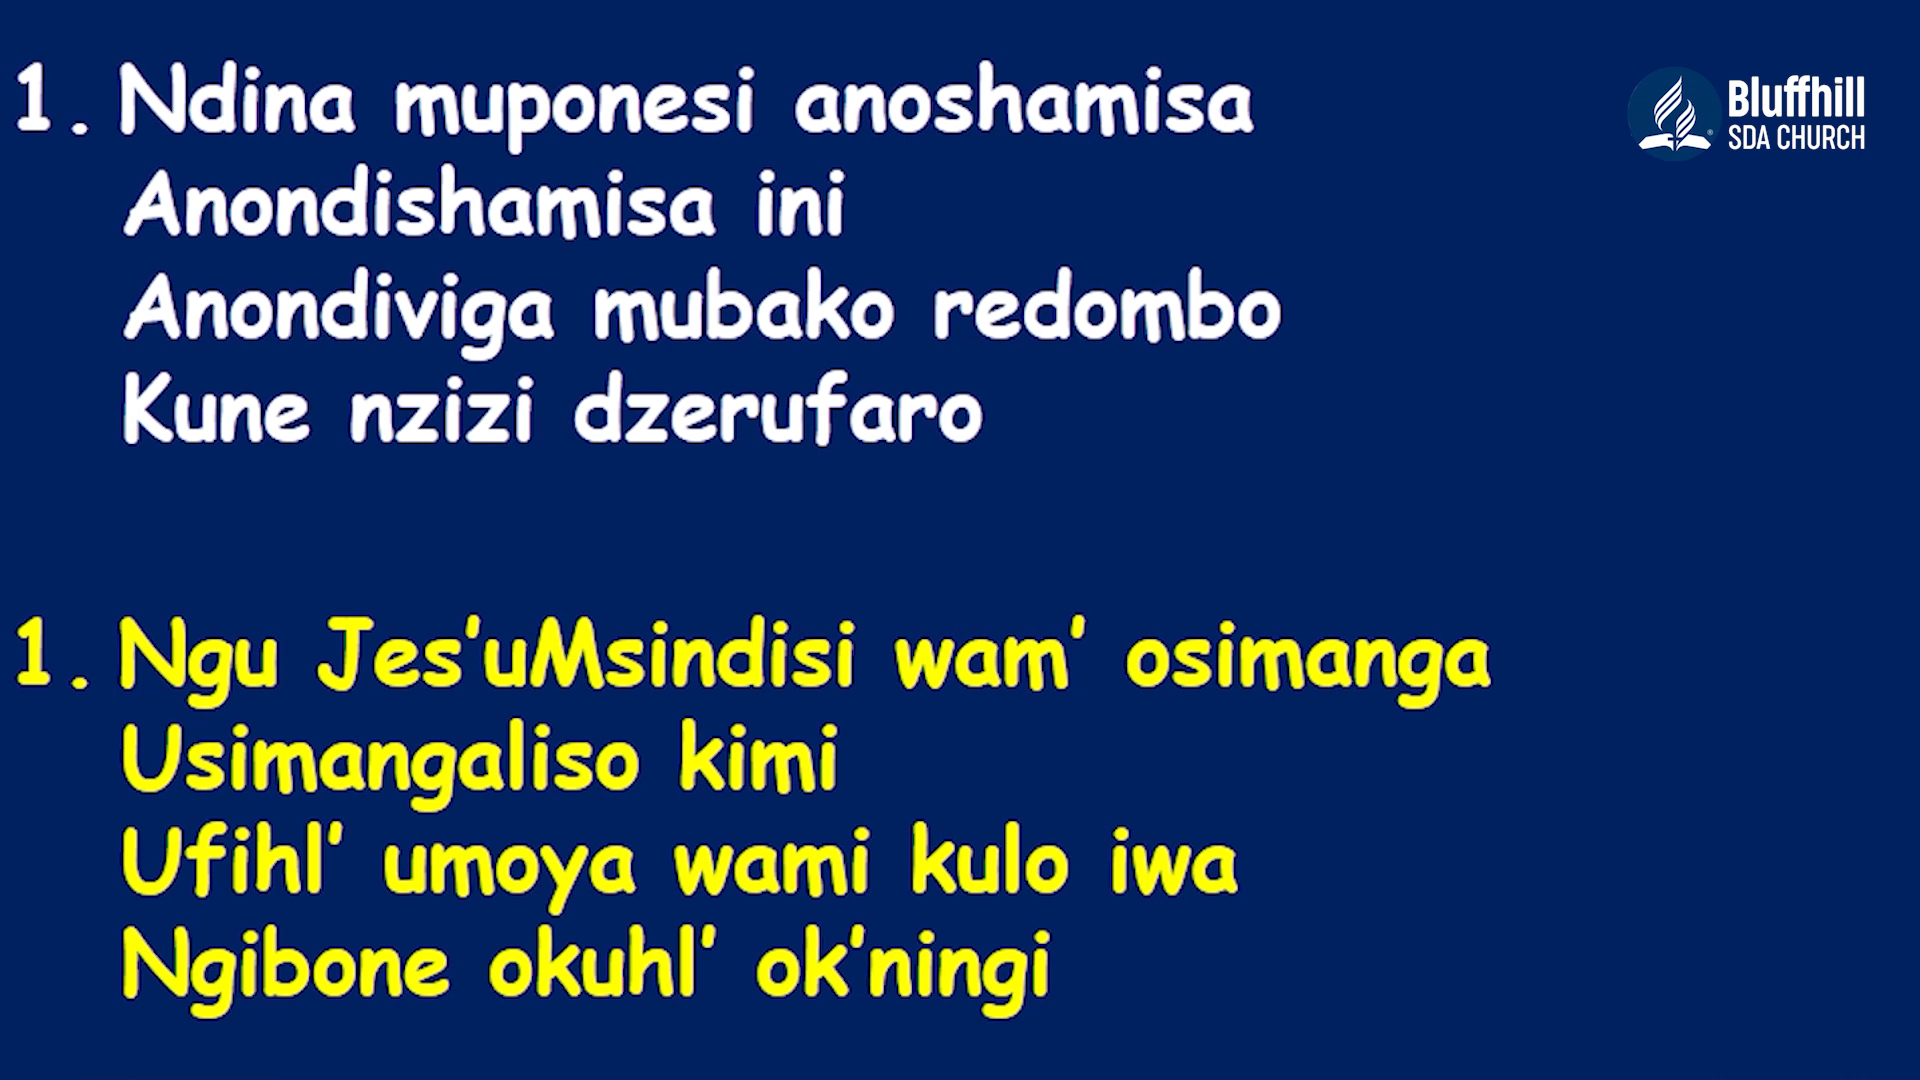 1. Ndina muponesi anoshamisa
Anondishamisa ini
Anondiviga mubako redombo
Kune nzizi dzerufaro
Bluffhill
SDA CHURCH
1. Ngu Jes'uMsindisi wam' osimanga
Usimangaliso kimi
Ufihl' umoya wami kulo iwa
Ngibone okuhl' ok'ningi